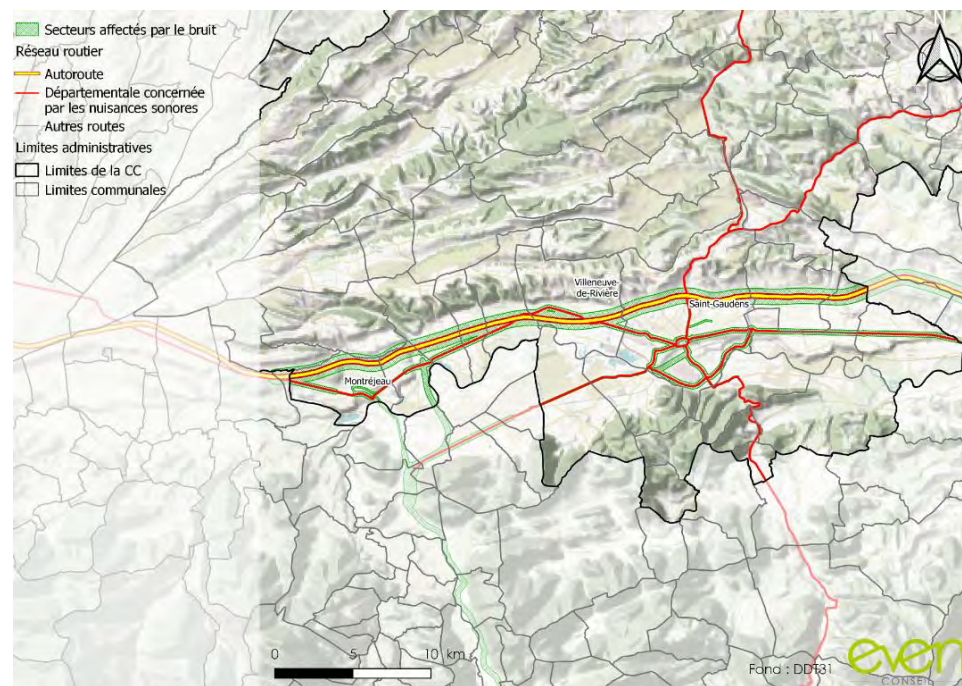 Secteurs affectés par le bruit
Réseau routier
Autoroute
Départementale concernée
par les nuisances sonores
Autres routes
Limites administratives
Limites de la CC
Limites communales
N
Villeneuve-
de-Rivière
Saint-Gaudens
Montréjeau
0 5 10 km
Fond : DDT31
even
CONSEIL